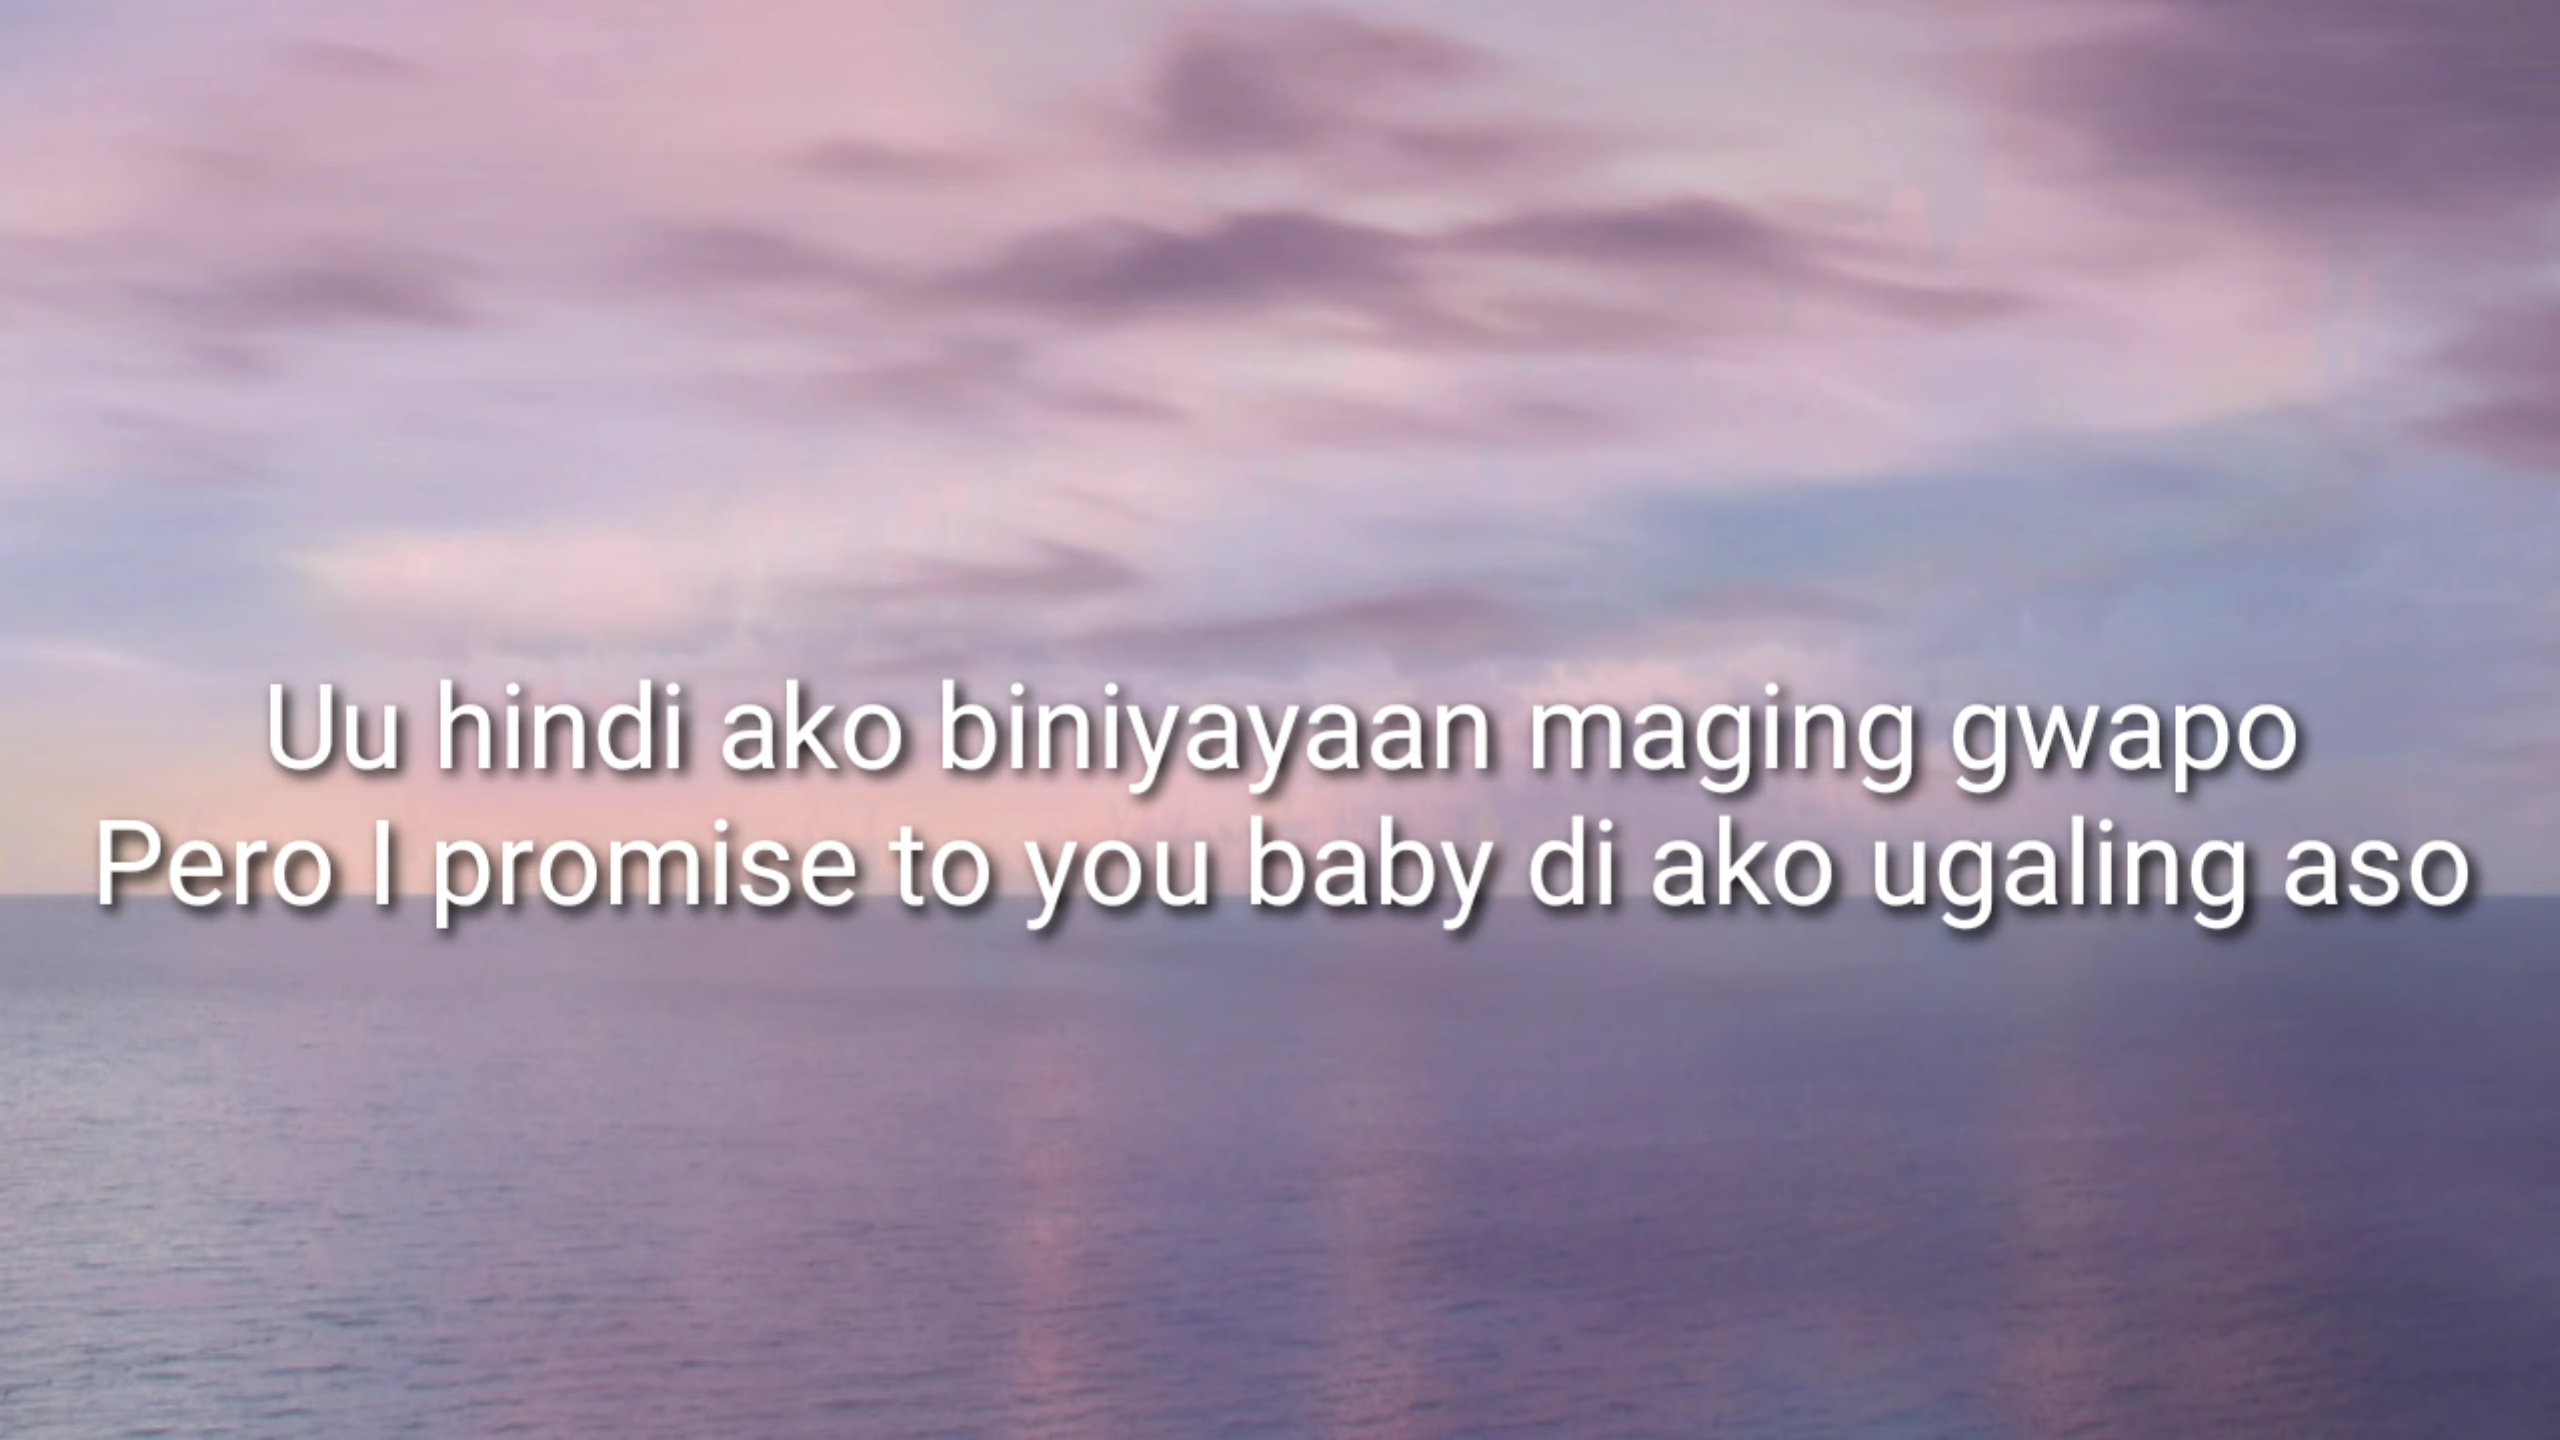 Uu hindi ako biniyayaan maging gwapo
Pero I promise to you baby di ako ugaling aso